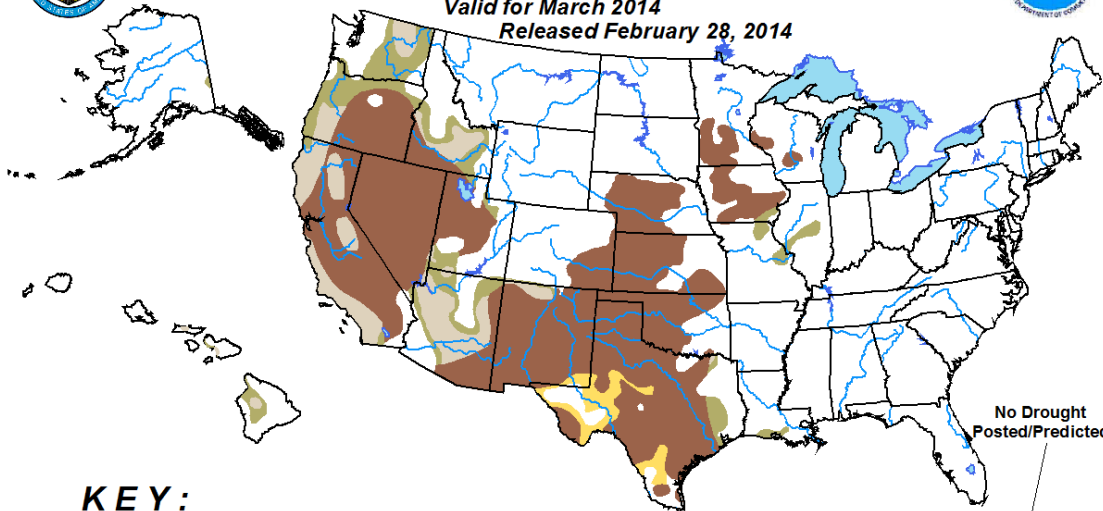 Valid for March 2014
Released February 28, 2014
No Drought
Posted/Predicted
KEY: